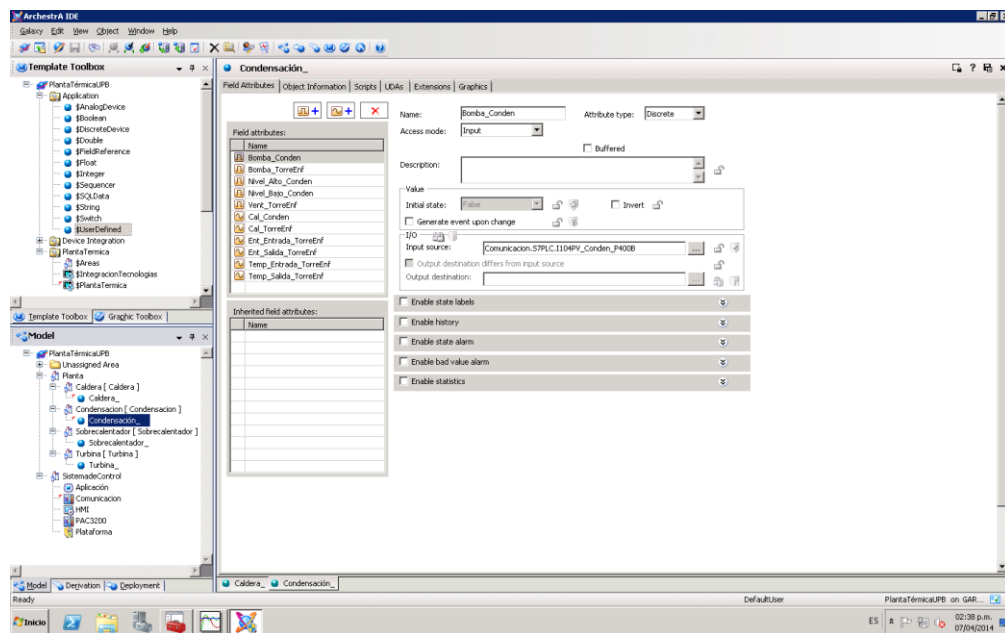 ArchestrA IDE
Galaxy Edit View Object Window Help
Template Toolbox
PlantaTérmicaUPB
Application
$AnalogDevice
$Boolean
$DiscreteDevice
$Double
$FieldReference
$Float
$Integer
$Sequencer
$SQLData
$String
$Switch
$UserDefined
Device Integration
PlantaTermica
$Areas
$IntegracionTecnologias
$PlantaTermica
Template Toolbox Graphic Toolbox
Model
PlantaTérmicaUPB
Unassigned Area
Planta
Caldera [ Caldera ]
Caldera_
Condensacion [ Condensacion ]
Condensación_
Sobrecalentador [ Sobrecalentador ]
Sobrecalentador_
Turbina [ Turbina ]
Turbina_
SistemadeControl
Aplicación
Comunicacion
HMI
PAC3200
Plataforma
Model Derivation Deployment
Condensación_
Field Attributes Object Information Scripts UDAs Extensions Graphics
Field attributes:
Name
Bomba_Conden
Bomba_TorreEnf
Nivel_Alto_Conden
Nivel_Bajo_Conden
Vent_TorreEnf
Cal_Conden
Cal_TorreEnf
Ent_Entrada_TorreEnf
Ent_Salida_TorreEnf
Temp_Entrada_TorreEnf
Temp_Salida_TorreEnf
Inherited field attributes:
Name
Name: Bomba_Conden Attribute type: Discrete
Access mode: Input
Buffered
Description:
Value
Initial state: False Invert
Generate event upon change
I/O
Input source: Comunicacion.S7PLC.I104PV_Conden_P400B ...
Output destination differs from input source
Output destination: ...
Enable state labels
Enable history
Enable state alarm
Enable bad value alarm
Enable statistics
Caldera_ Condensación_
Ready DefaultUser PlantaTérmicaUPB on GAR...
Inicio ES 02:38 p.m.
07/04/2014